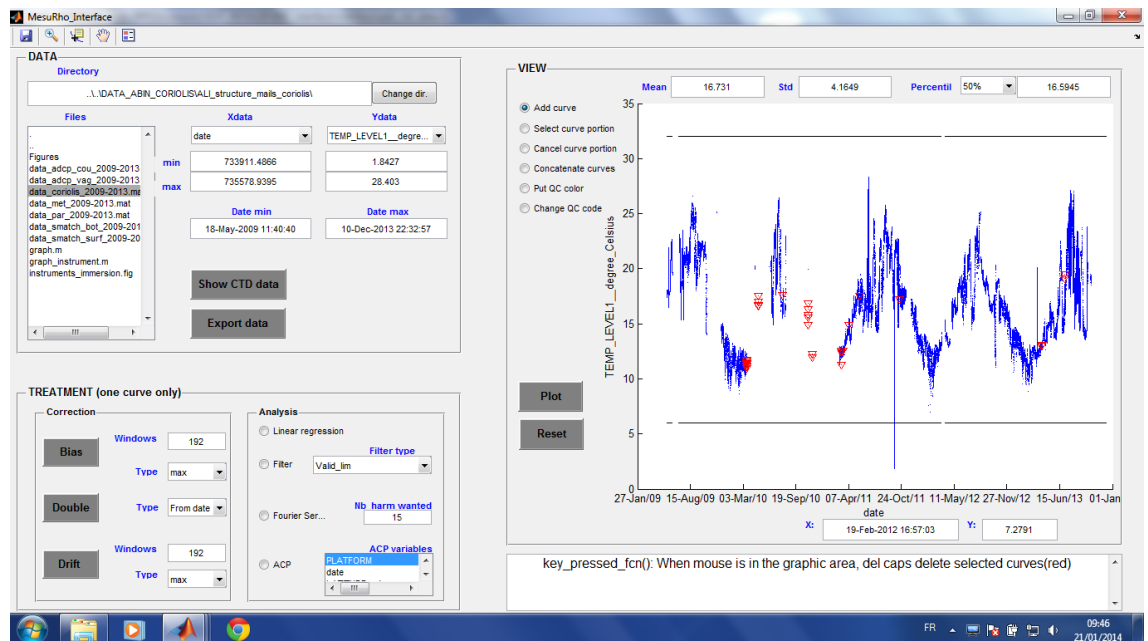 MesuRho_Interface
DATA
Directory
..\..\DATA_ABIN_CORIOLIS\ALI_structure_mails_coriolis\
Change dir.
Files
Xdata
Ydata
.
..
Figures
data_adcp_cou_2009-2013
data_adcp_vag_2009-2013
data_coriolis_2009-2013.ma
data_met_2009-2013.mat
data_par_2009-2013.mat
data_smatch_bot_2009-201
data_smatch_surf_2009-20
graph.m
graph_instrument.m
instruments_immersion.fig
date
TEMP_LEVEL1__degre...
min
733911.4866
1.8427
max
735578.9395
28.403
Date min
Date max
18-May-2009 11:40:40
10-Dec-2013 22:32:57
Show CTD data
Export data
TREATMENT (one curve only)
Correction
Bias
Windows
192
Type
max
Double
Type
From date
Drift
Windows
192
Type
max
Analysis
Linear regression
Filter type
Filter
Valid_lim
Nb_harm wanted
Fourier Ser...
15
ACP variables
ACP
PLATFORM
date
VIEW
Mean
16.731
Std
4.1649
Percentil
50%
16.5945
Add curve
Select curve portion
Cancel curve portion
Concatenate curves
Put QC color
Change QC code
Plot
Reset
TEMP_LEVEL1__degree_Celsius
35
30
25
20
15
10
5
0
27-Jan/09 15-Aug/09 03-Mar/10 19-Sep/10 07-Apr/11 24-Oct/11 11-May/12 27-Nov/12 15-Jun/13 01-Jan
date
X:
19-Feb-2012 16:57:03
Y:
7.2791
key_pressed_fcn(): When mouse is in the graphic area, del caps delete selected curves(red)
FR
09:46
21/01/2014